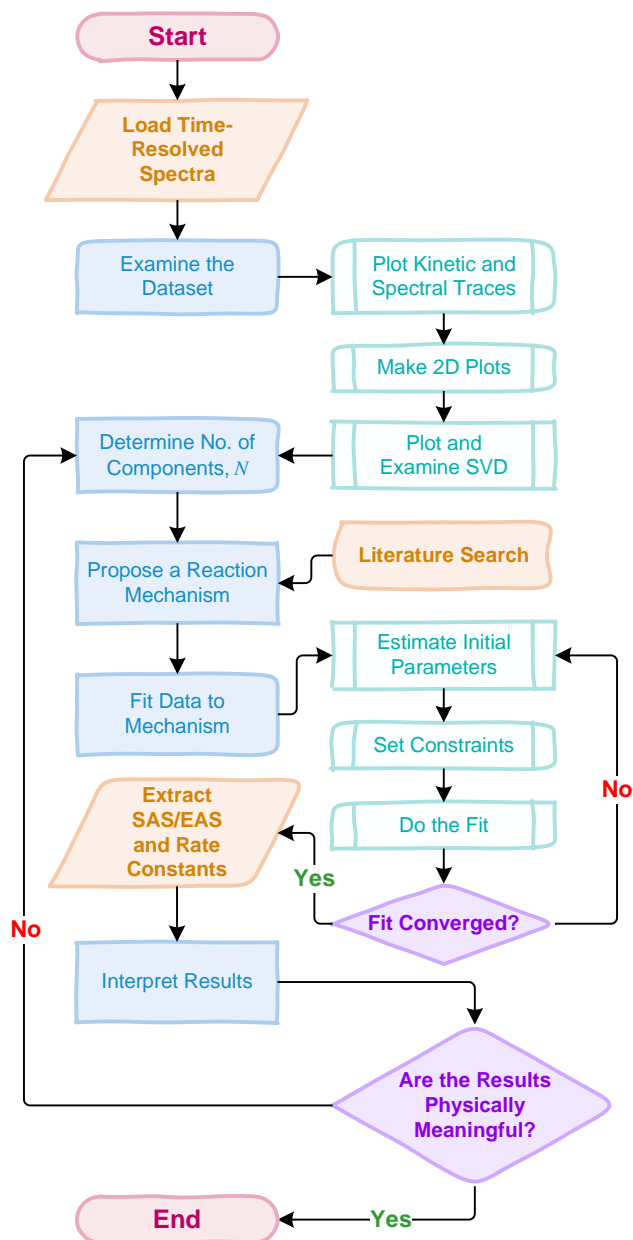 Start
Load Time-
Resolved
Spectra
Examine the
Dataset
Plot Kinetic and
Spectral Traces
Make 2D Plots
Plot and
Examine SVD
Determine No. of
Components, N
Literature Search
Propose a Reaction
Mechanism
Fit Data to
Mechanism
Estimate Initial
Parameters
Set Constraints
Do the Fit
Fit Converged?
No
Yes
Extract
SAS/EAS
and Rate
Constants
Interpret Results
Are the Results
Physically
Meaningful?
No
Yes
End